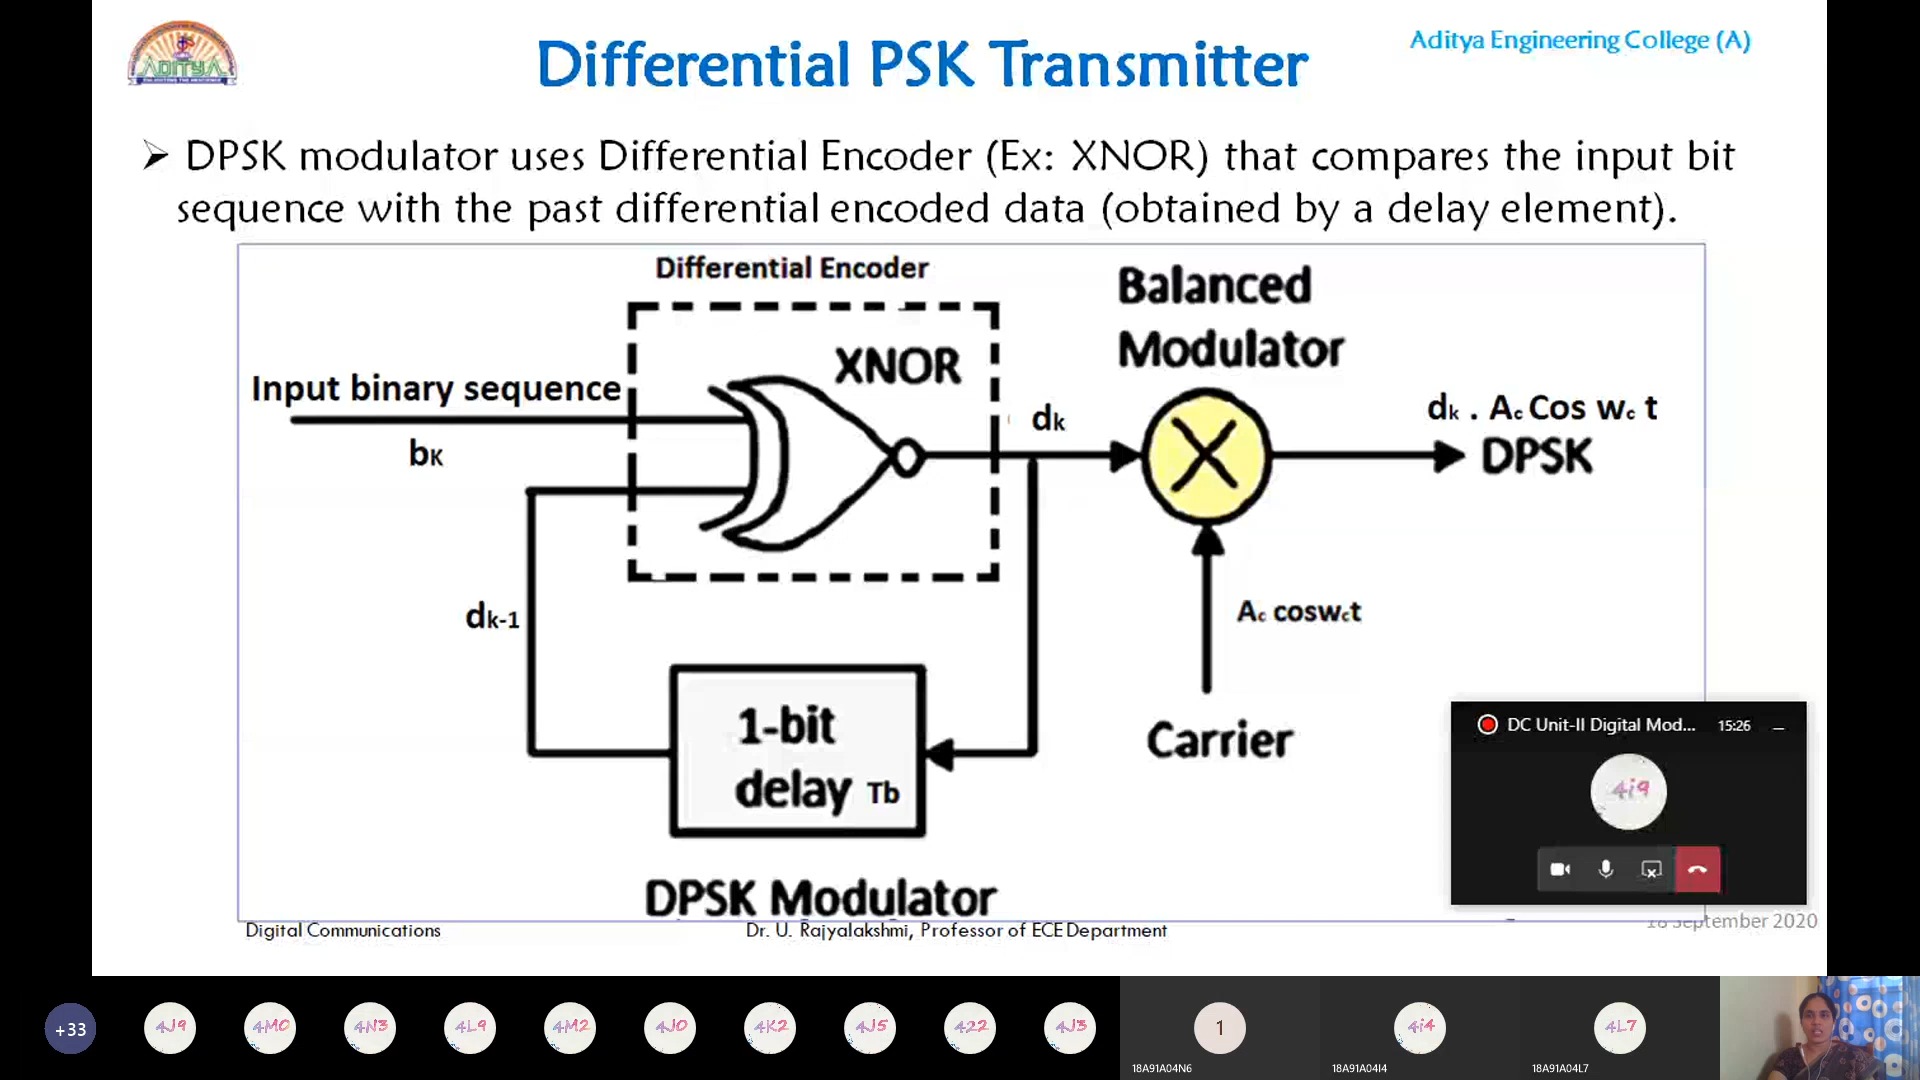 Differential PSK Transmitter
Aditya Engineering College (A)
ADITYA
➤ DPSK modulator uses Differential Encoder (Ex: XNOR) that compares the input bit
sequence with the past differential encoded data (obtained by a delay element).
Differential Encoder
Balanced
Modulator
XNOR
Input binary sequence
bK
dk
dk . Ac Cos wc t
DPSK
dk-1
Ac coswct
1-bit
delay Tb
Carrier
DPSK Modulator
DC Unit-II Digital Mod... 15:26
4i9
Digital Communications
Dr. U. Rajyalakshmi, Professor of ECE Department
18 September 2020
+33
4J9
4M0
4N3
4L9
4M2
4J0
4K2
4J5
422
4J3
1
4i4
4L7
18A91A04N6
18A91A04I4
18A91A04L7